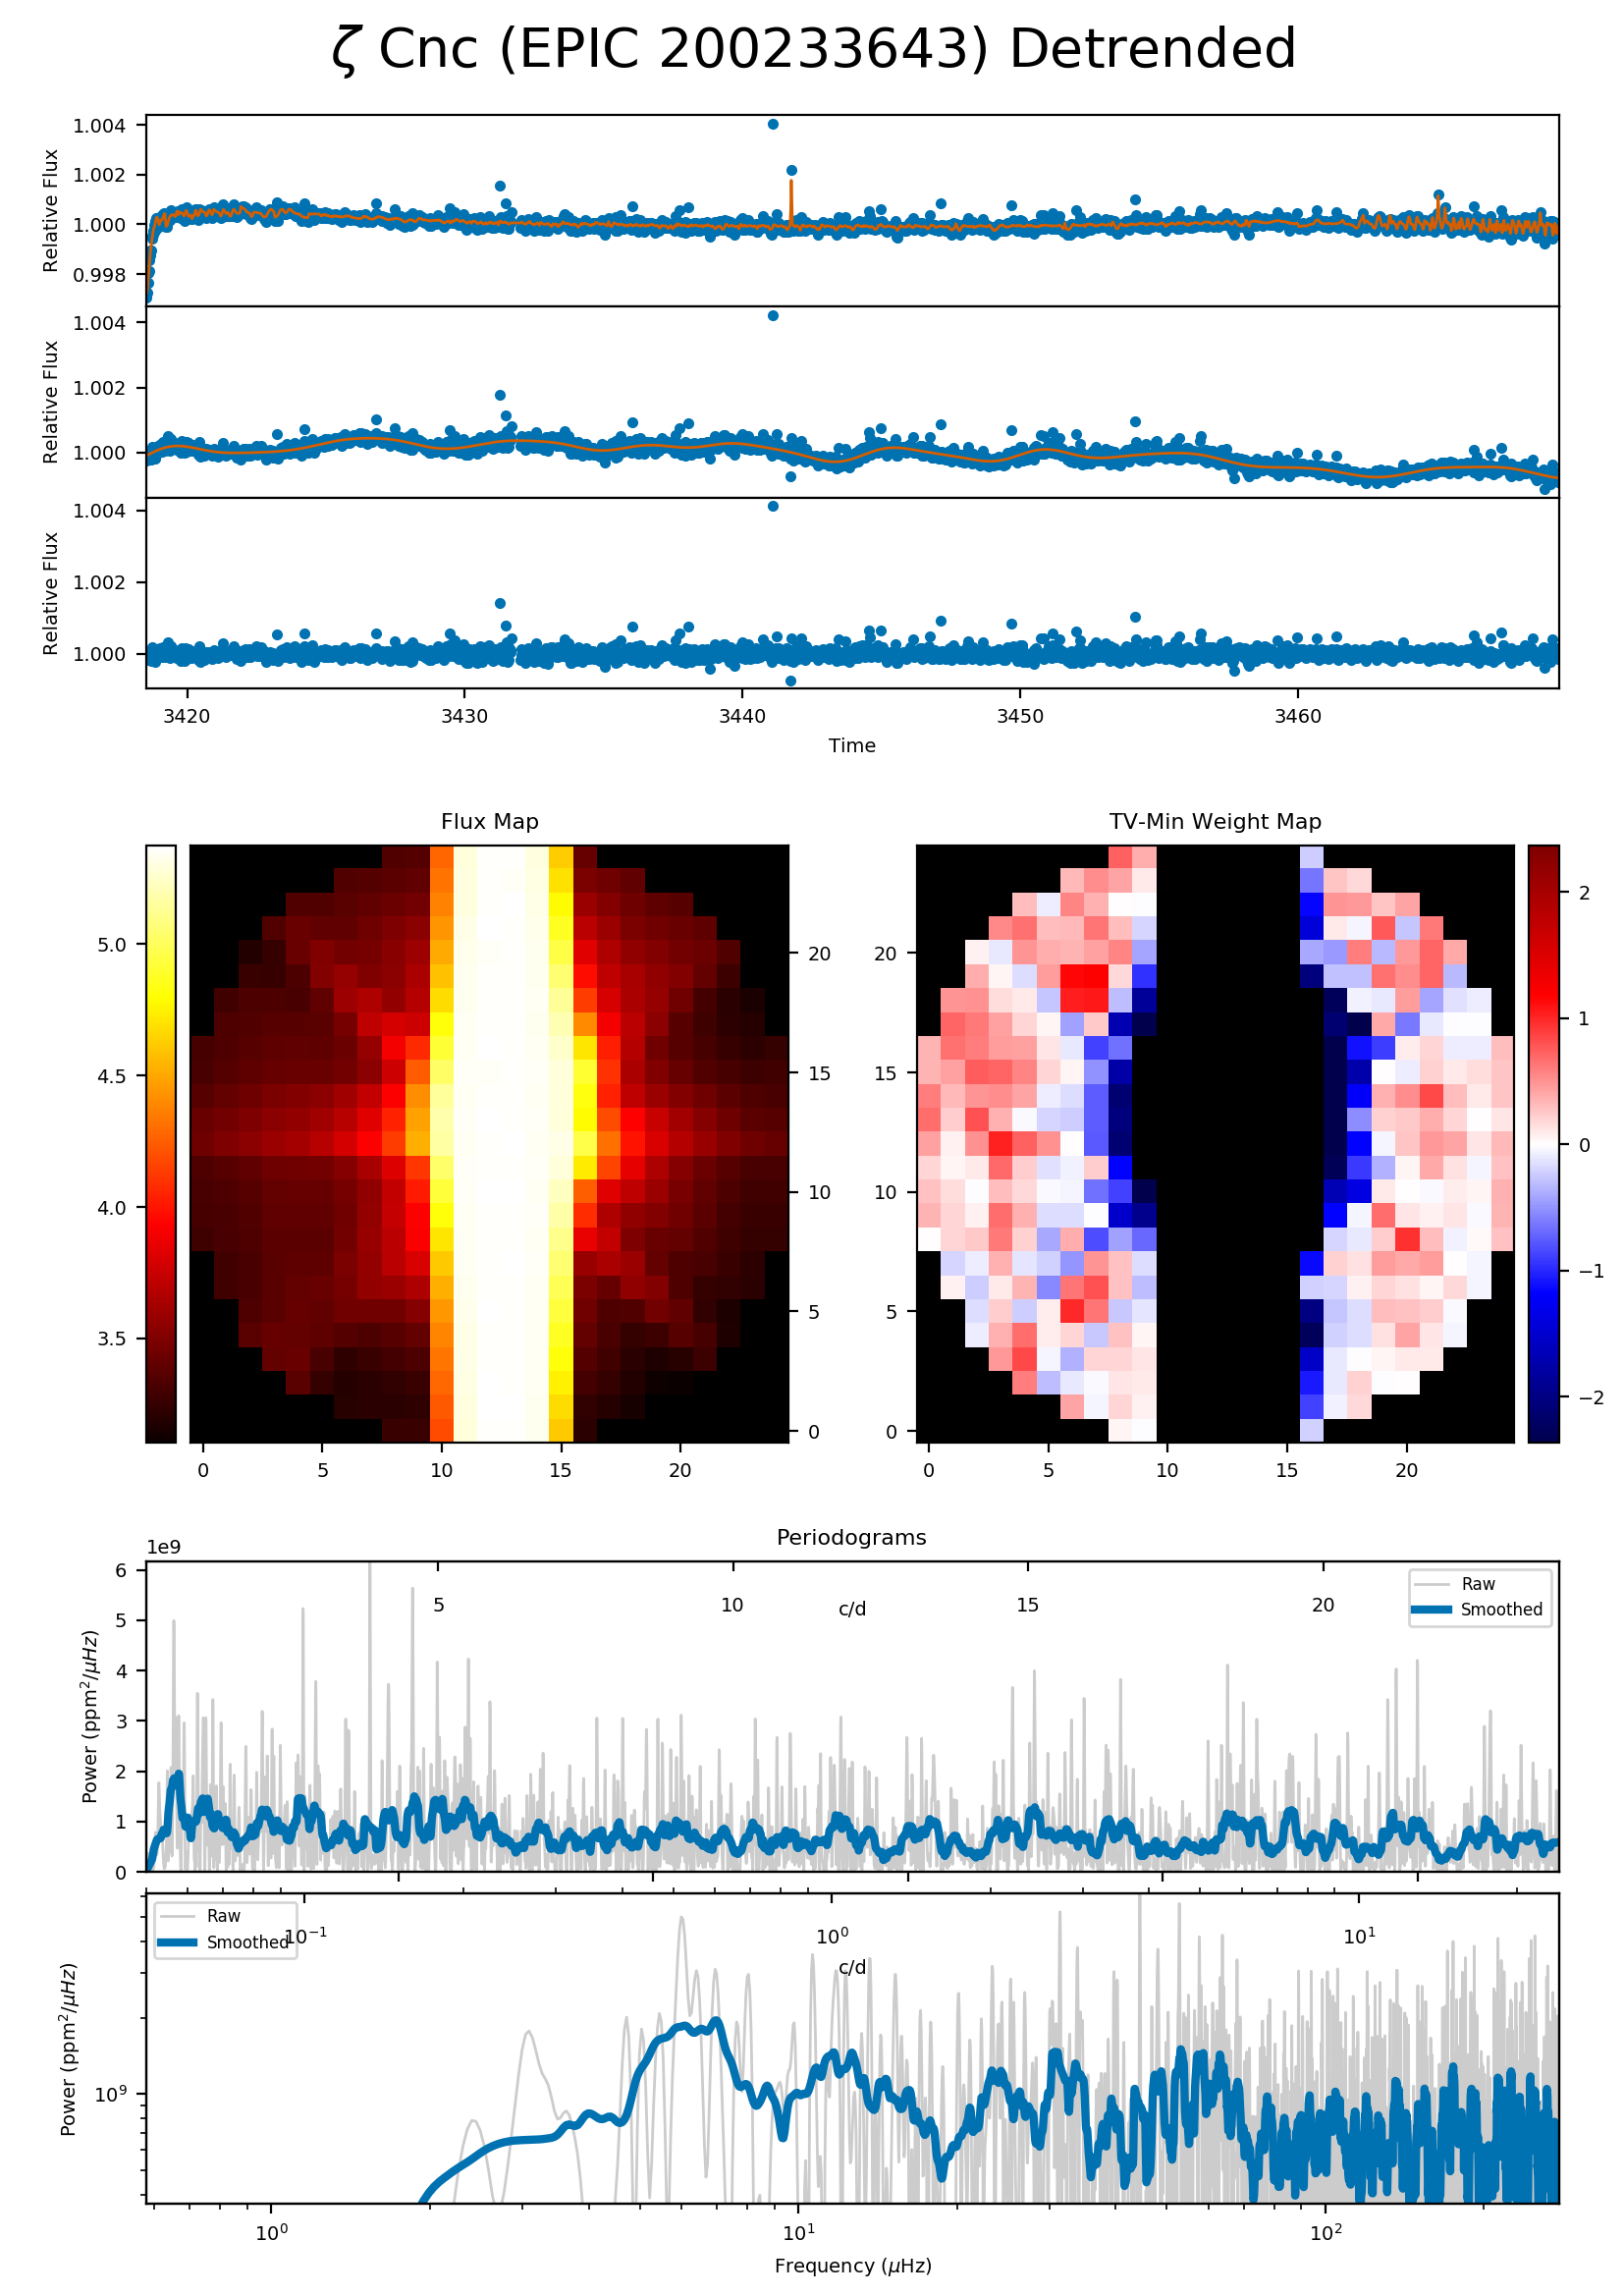 ζ Cnc (EPIC 200233643) Detrended
1.004
1.002
1.000
0.998
Relative Flux
1.004
1.002
1.000
Relative Flux
1.004
1.002
1.000
Relative Flux
3420 3430 3440 3450 3460
Time
Flux Map
5.0
4.5
4.0
3.5
20
15
10
5
0
0 5 10 15 20
TV-Min Weight Map
20
15
10
5
0
0 5 10 15 20
2
1
0
−1
−2
Periodograms
1e9
6
5
4
3
2
1
0
Power (ppm²/μHz)
5 10 15 20
c/d
Raw
Smoothed
Raw
Smoothed
10⁻¹ 10⁰ 10¹
c/d
10⁹
Power (ppm²/μHz)
10⁰ 10¹ 10²
Frequency (μHz)